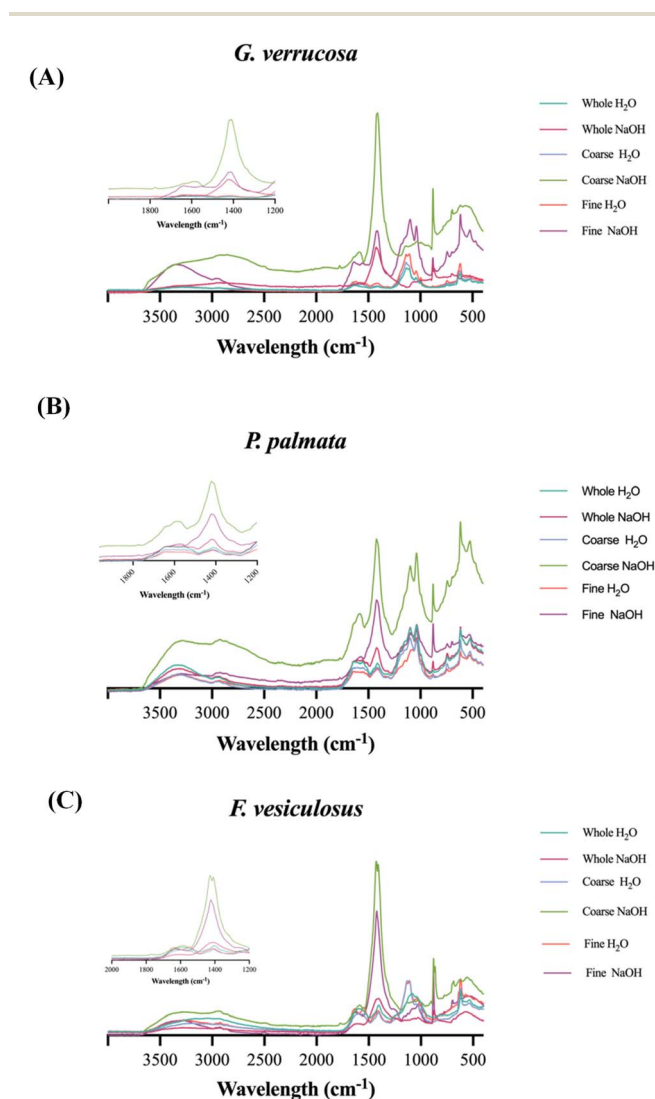 G. verrucosa
(A)
Whole H₂O
Whole NaOH
Coarse H₂O
Coarse NaOH
Fine H₂O
Fine NaOH
1800 1600 1400 1200
Wavelength (cm⁻¹)
3500 3000 2500 2000 1500 1000 500
Wavelength (cm⁻¹)
(B)
P. palmata
Whole H₂O
Whole NaOH
Coarse H₂O
Coarse NaOH
Fine H₂O
Fine NaOH
1800 1600 1400 1200
Wavelength (cm⁻¹)
3500 3000 2500 2000 1500 1000 500
Wavelength (cm⁻¹)
(C)
F. vesiculosus
Whole H₂O
Whole NaOH
Coarse H₂O
Coarse NaOH
Fine H₂O
Fine NaOH
2000 1800 1600 1400 1200
Wavelength (cm⁻¹)
3500 3000 2500 2000 1500 1000 500
Wavelength (cm⁻¹)